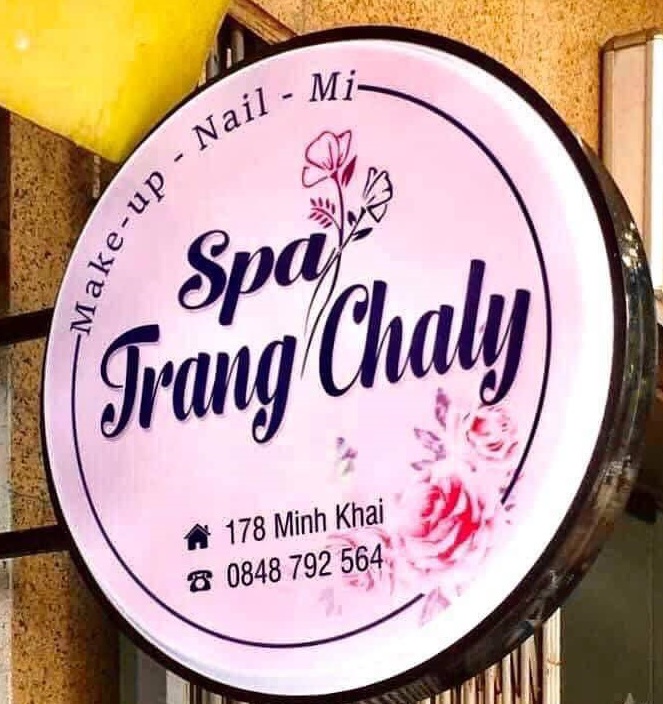 Make-up - Nail - Mi
Spa
Trang Chaly
178 Minh Khai
0848 792 564